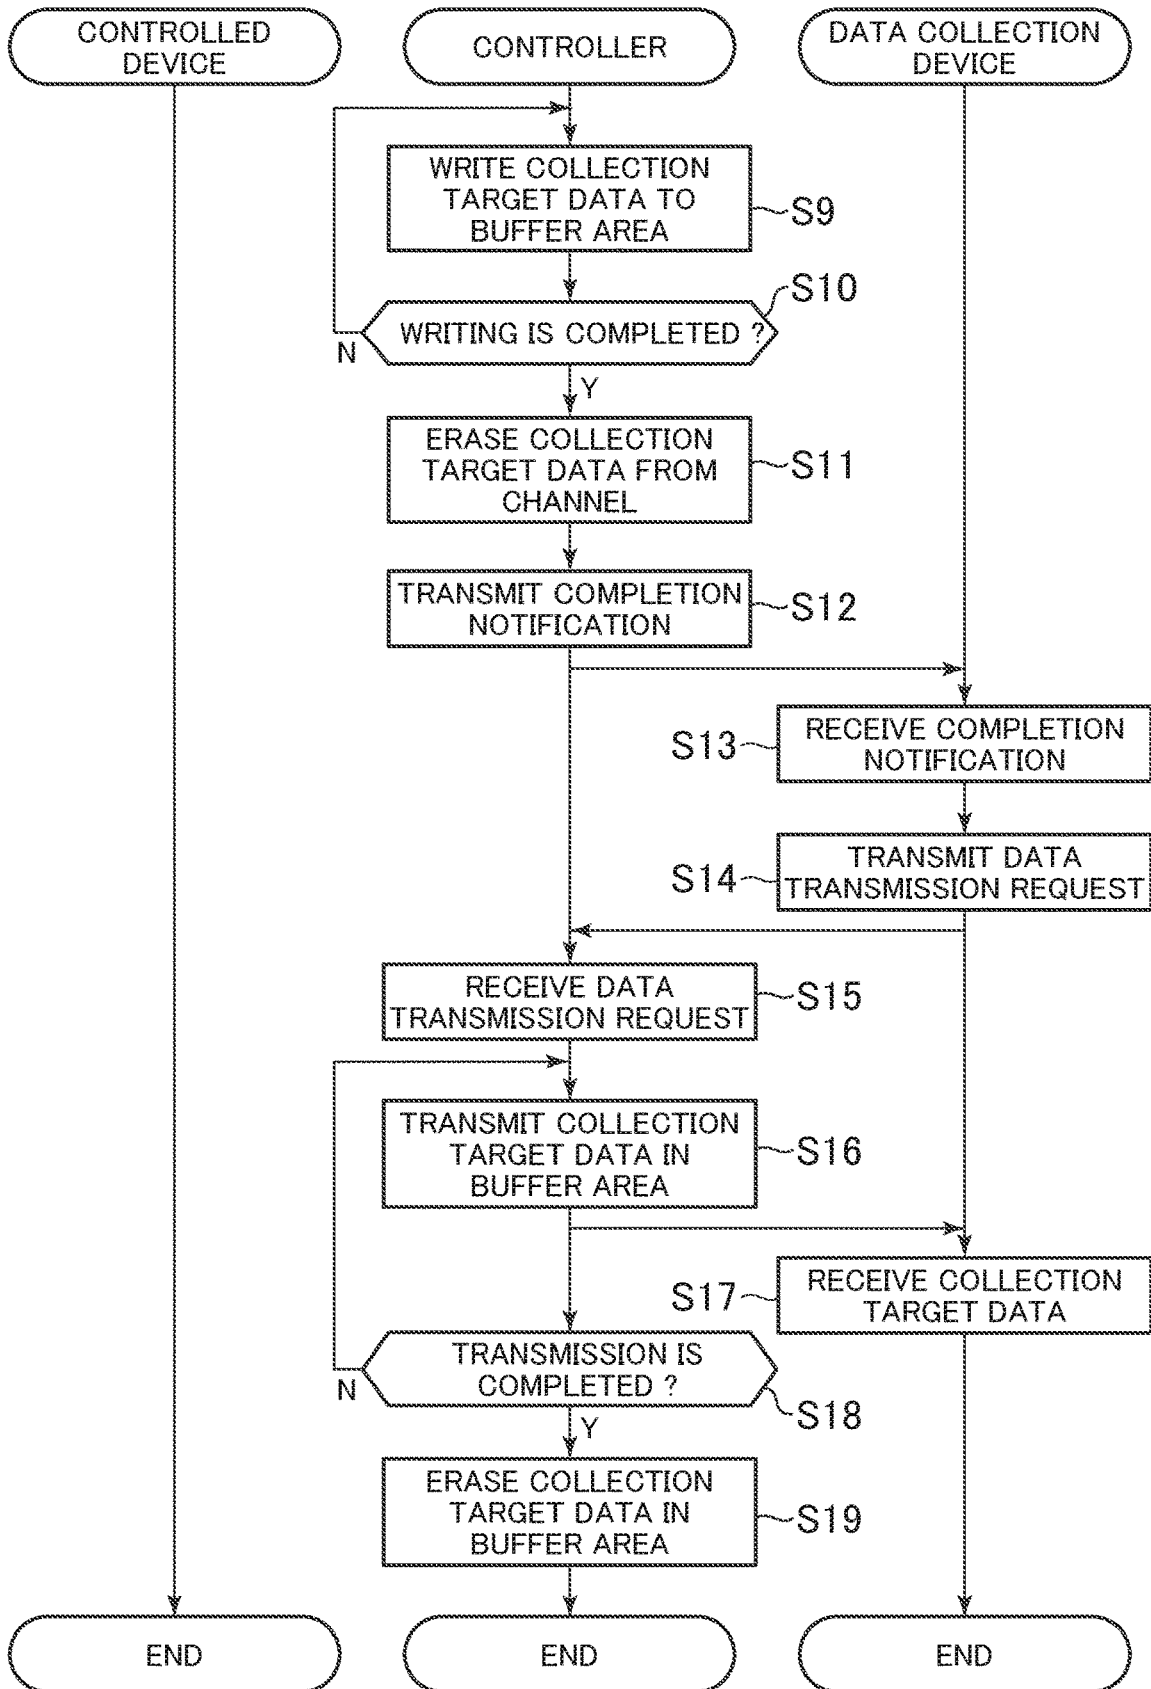 CONTROLLED
DEVICE
CONTROLLER
DATA COLLECTION
DEVICE
WRITE COLLECTION
TARGET DATA TO
BUFFER AREA
S9
WRITING IS COMPLETED ?
S10
N
Y
ERASE COLLECTION
TARGET DATA FROM
CHANNEL
S11
TRANSMIT COMPLETION
NOTIFICATION
S12
S13
RECEIVE COMPLETION
NOTIFICATION
S14
TRANSMIT DATA
TRANSMISSION REQUEST
RECEIVE DATA
TRANSMISSION REQUEST
S15
TRANSMIT COLLECTION
TARGET DATA IN
BUFFER AREA
S16
S17
RECEIVE COLLECTION
TARGET DATA
TRANSMISSION IS
COMPLETED ?
N
S18
Y
ERASE COLLECTION
TARGET DATA IN
BUFFER AREA
S19
END
END
END